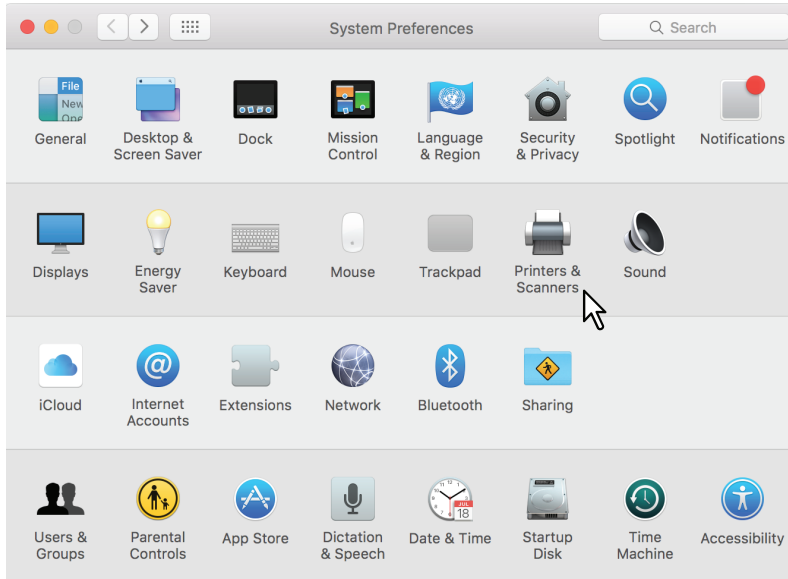 System Preferences
Search
File
New
Ope
General
Desktop &
Screen Saver
Dock
Mission
Control
Language
& Region
Security
& Privacy
Spotlight
Notifications
Displays
Energy
Saver
Keyboard
Mouse
Trackpad
Printers &
Scanners
Sound
iCloud
@
Internet
Accounts
Extensions
Network
Bluetooth
Sharing
Users &
Groups
Parental
Controls
App Store
Dictation
& Speech
JUL
18
Date & Time
Startup
Disk
Time
Machine
Accessibility